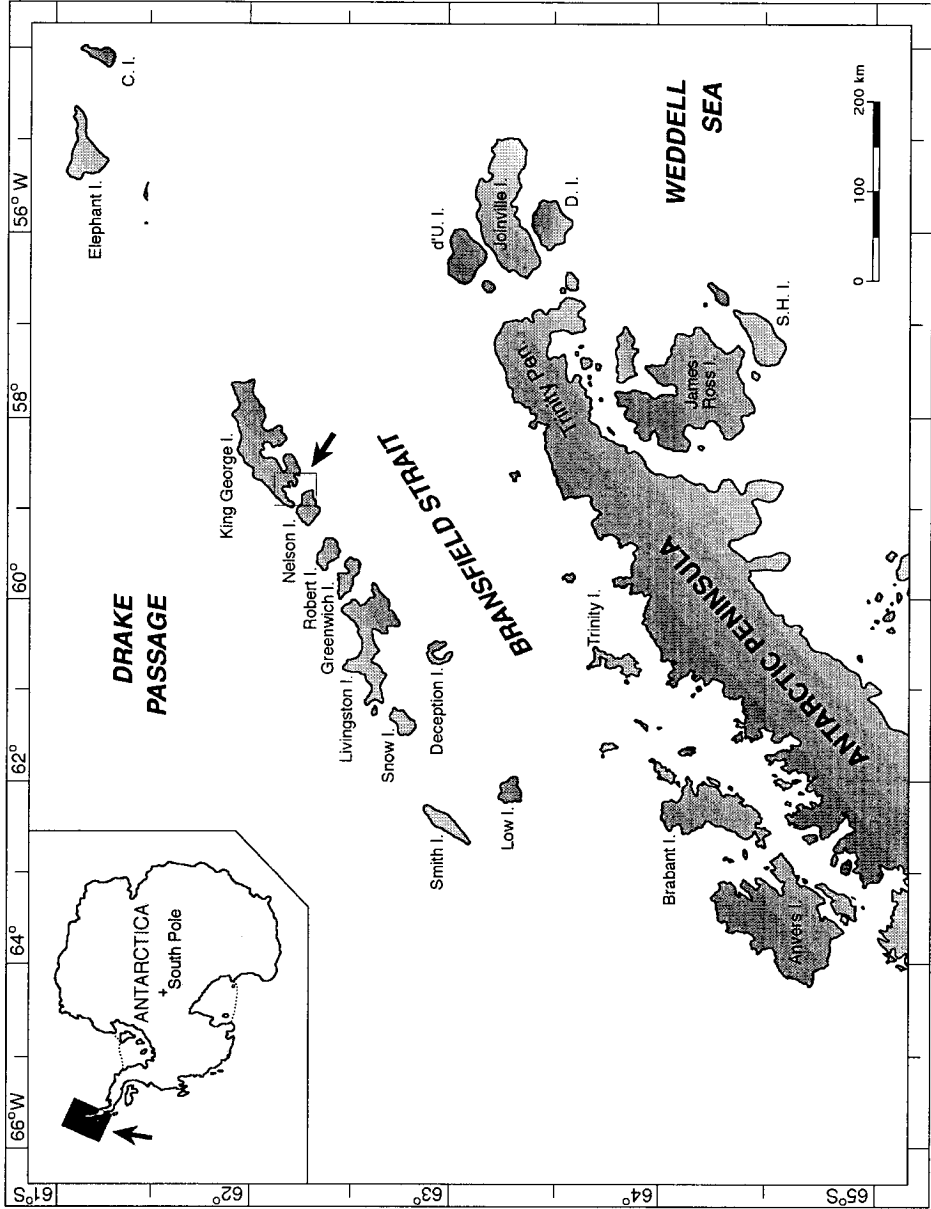 66°W
64°
62°
60°
58°
56° W
61°S
62°
63°
64°
65°S
ANTARCTICA
+
South Pole
DRAKE
PASSAGE
Elephant I.
C. I.
King George I.
Nelson I.
Robert I.
Greenwich I.
Livingston I.
Snow I.
Deception I.
Smith I.
Low I.
BRANSFIELD STRAIT
d'U. I.
Joinville I.
D. I.
Trinity Pen.
Trinity I.
WEDDELL
SEA
James
Ross I.
S.H. I.
ANTARCTIC PENINSULA
Brabant I.
Anvers I.
0 100 200 km